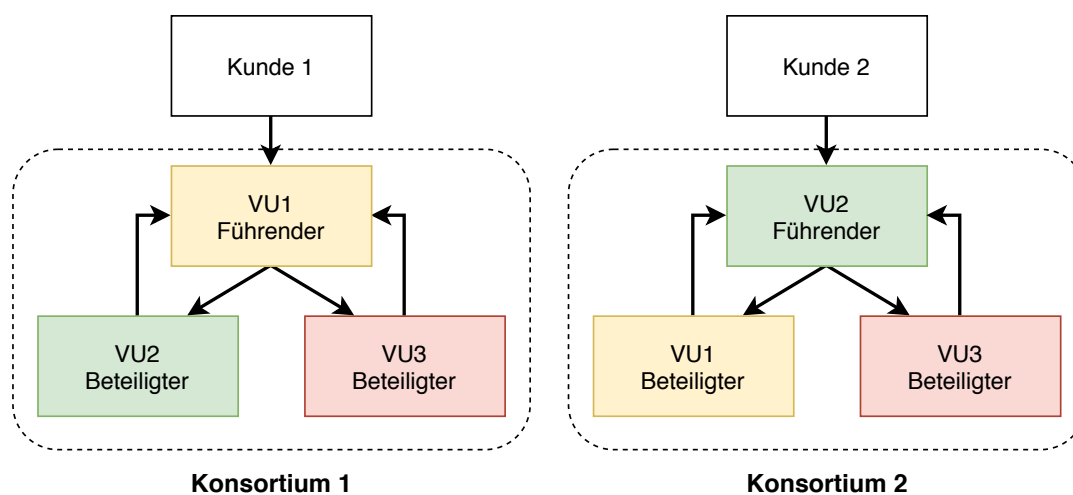 Kunde 1
Kunde 2
VU1
Führender
VU2
Führender
VU2
Beteiligter
VU3
Beteiligter
VU1
Beteiligter
VU3
Beteiligter
Konsortium 1
Konsortium 2